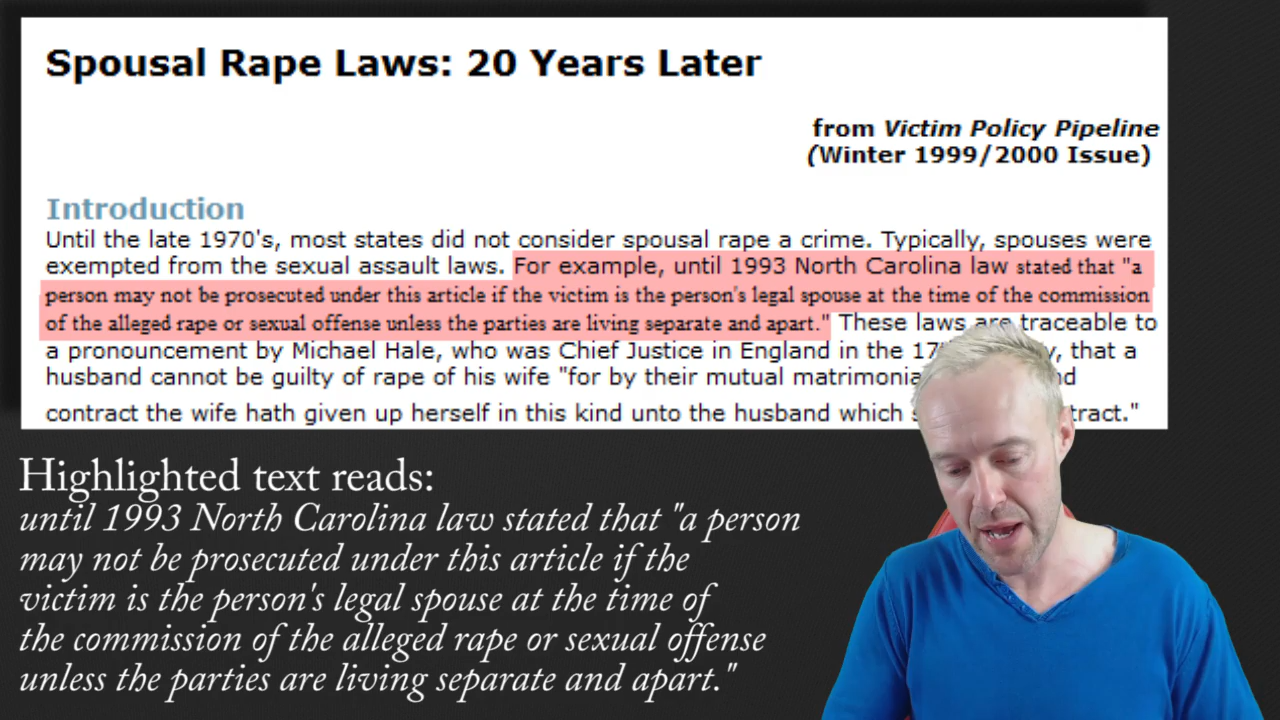 Spousal Rape Laws: 20 Years Later
from Victim Policy Pipeline
(Winter 1999/2000 Issue)
Introduction
Until the late 1970's, most states did not consider spousal rape a crime. Typically, spouses were
exempted from the sexual assault laws. For example, until 1993 North Carolina law stated that "a
person may not be prosecuted under this article if the victim is the person's legal spouse at the time of the commission
of the alleged rape or sexual offense unless the parties are living separate and apart." These laws are traceable to
a pronouncement by Michael Hale, who was Chief Justice in England in the that a
husband cannot be guilty of rape of his wife "for by their mutual
contract the wife hath given up herself in this kind unto the husband which
Highlighted text reads:
until 1993 North Carolina law stated that "a person
may not be prosecuted under this article if the
victim is the person's legal spouse at the time of
the commission of the alleged rape or sexual offense
unless the parties are living separate and apart."